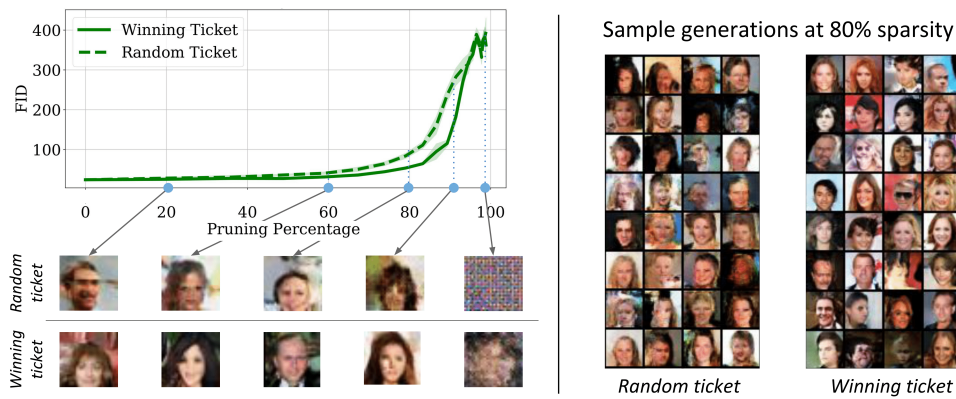 400
300
200
100
FID
Winning Ticket
Random Ticket
0
20
40
60
80
100
Pruning Percentage
Random
ticket
Winning
ticket
Sample generations at 80% sparsity
Random ticket
Winning ticket